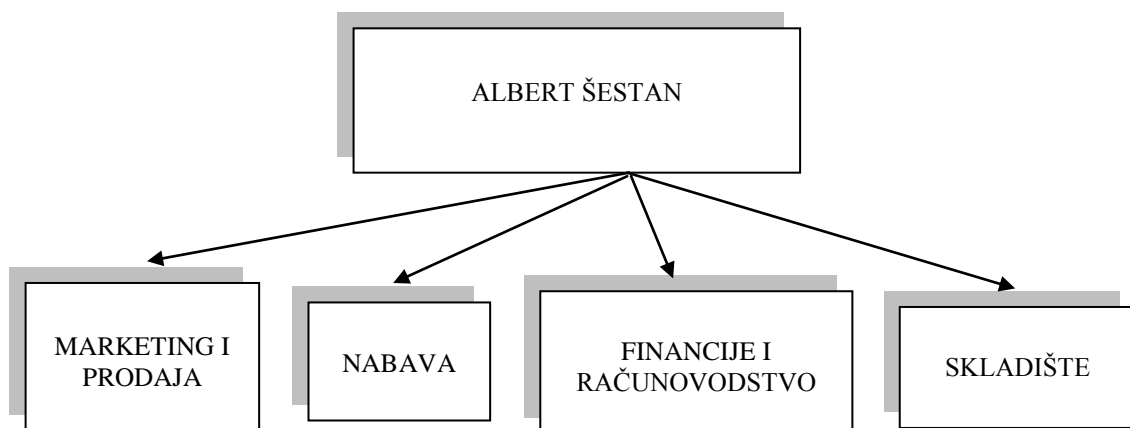 ALBERT ŠESTAN
MARKETING I
PRODAJA
NABAVA
FINANCIJE I
RAČUNOVODSTVO
SKLADIŠTE